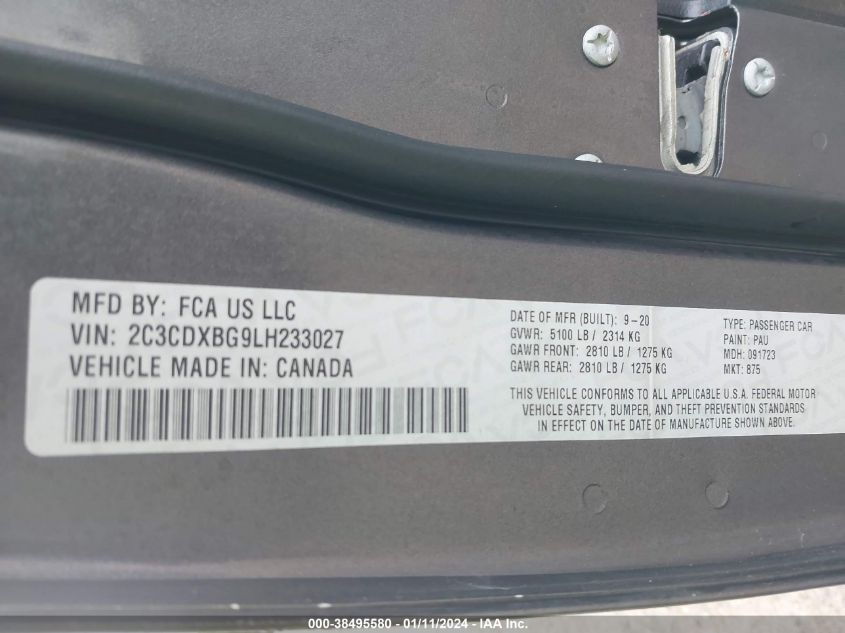 MFD BY: FCA US LLC
VIN: 2C3CDXBG9LH233027
VEHICLE MADE IN: CANADA
DATE OF MFR (BUILT): 9-20
GVWR: 5100 LB / 2314 KG
GAWR FRONT: 2810 LB / 1275 KG
GAWR REAR: 2810 LB / 1275 KG
TYPE: PASSENGER CAR
PAINT: PAU
MDH: 091723
MKT: 875
THIS VEHICLE CONFORMS TO ALL APPLICABLE U.S.A. FEDERAL MOTOR
VEHICLE SAFETY, BUMPER, AND THEFT PREVENTION STANDARDS
IN EFFECT ON THE DATE OF MANUFACTURE SHOWN ABOVE.
000-38495580 - 01/11/2024 - IAA Inc.